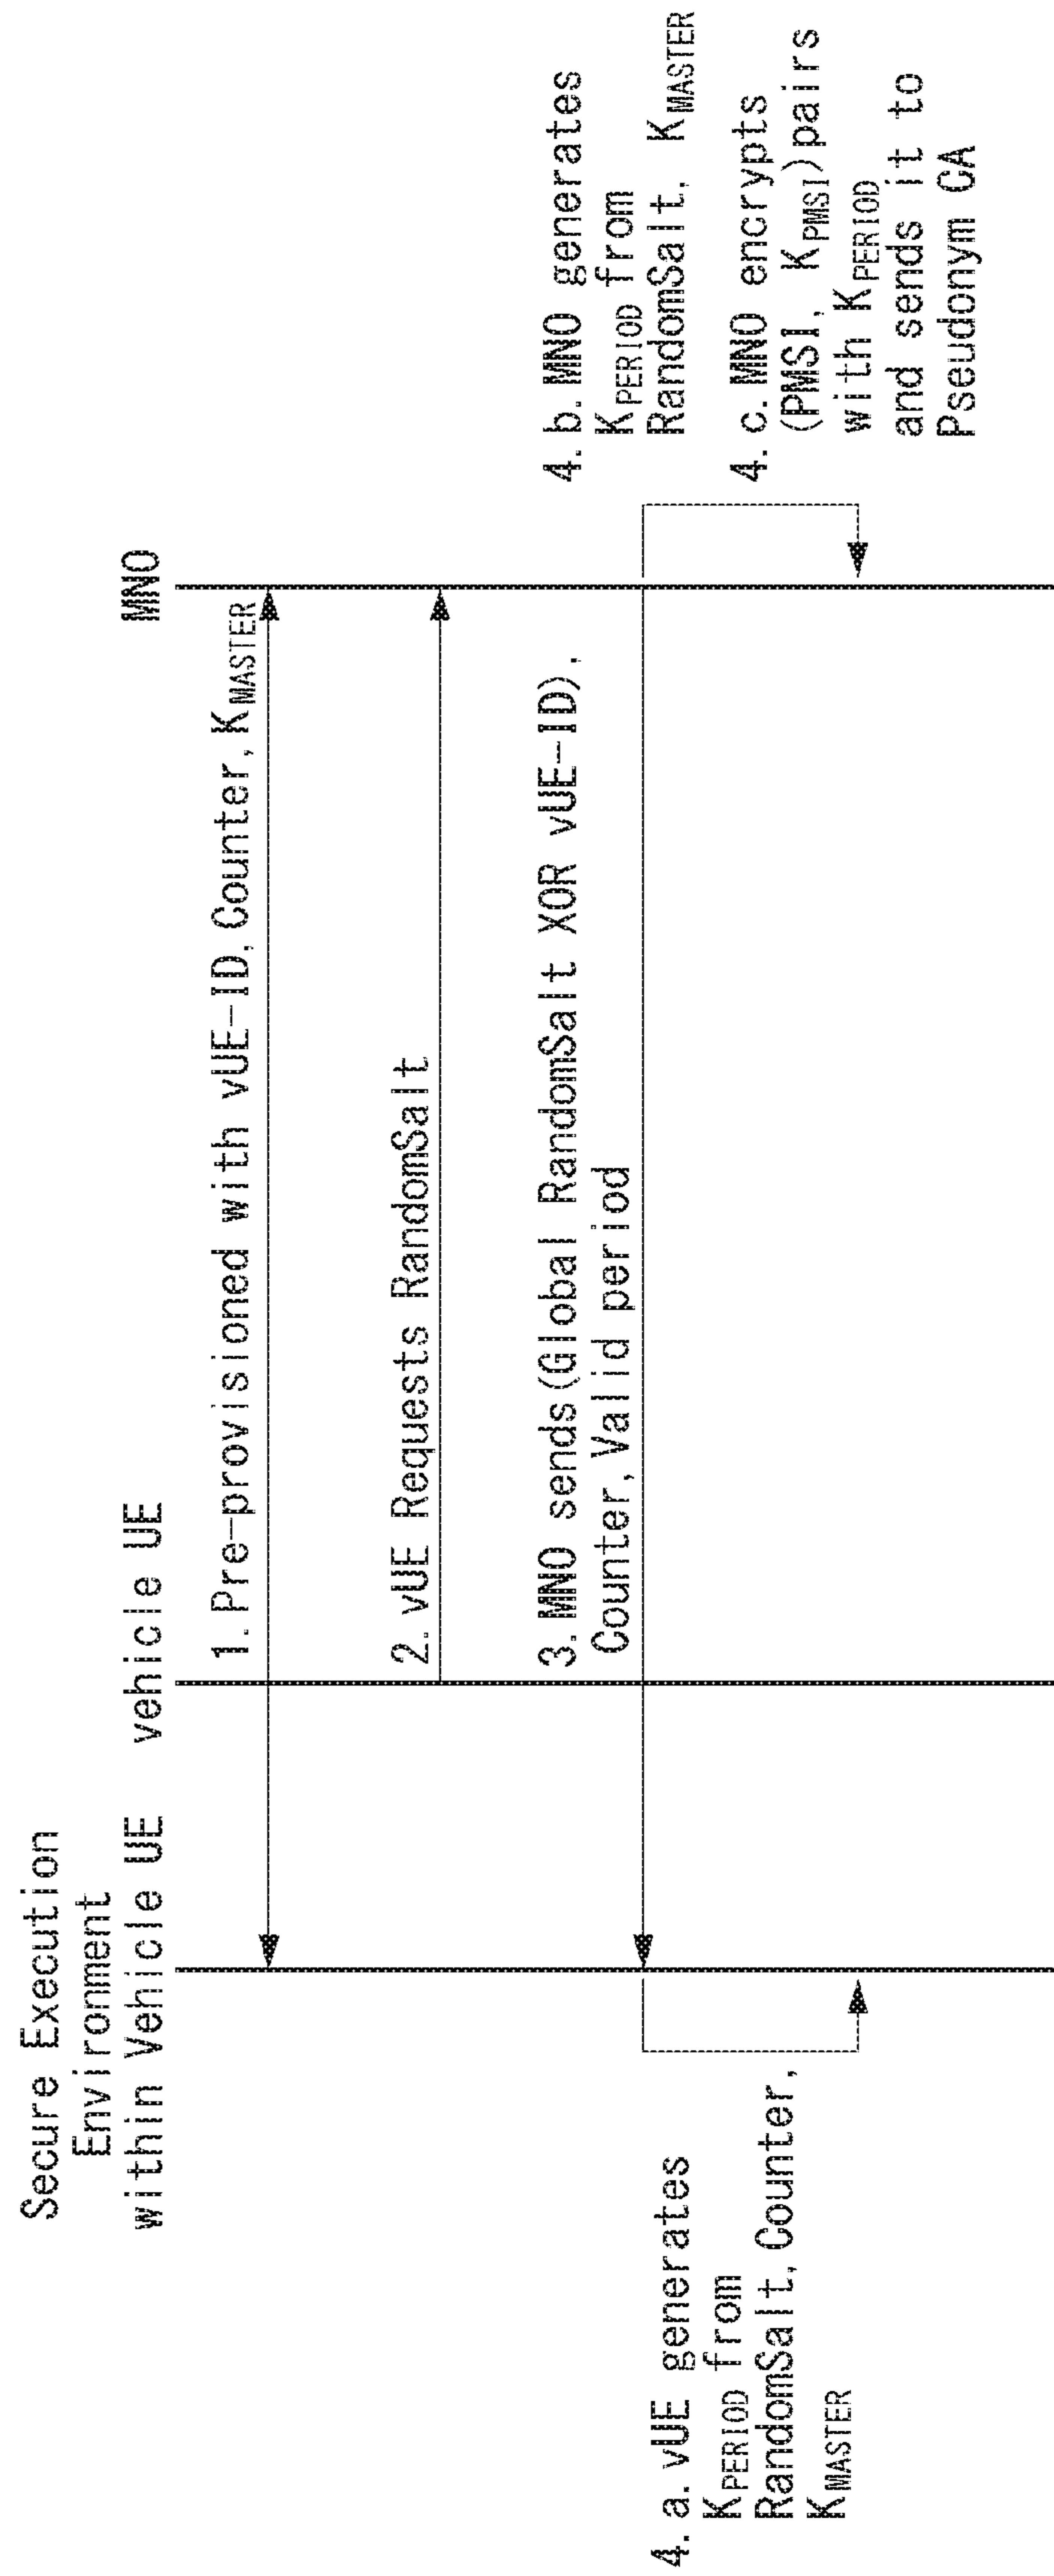 Secure Execution
Environment
within Vehicle UE
vehicle UE
MNO
1. Pre-provisioned with vUE-ID, Counter, KMASTER
2. vUE Requests RandomSalt
3. MNO sends(Global RandomSalt XOR vUE-ID),
Counter, Valid period
4. a. vUE generates
KPERIOD from
RandomSalt, Counter,
KMASTER
4. b. MNO generates
KPERIOD from
RandomSalt, KMASTER
4. c. MNO encrypts
(PMSI, KPMSI) pairs
with KPERIOD
and sends it to
Pseudonym CA